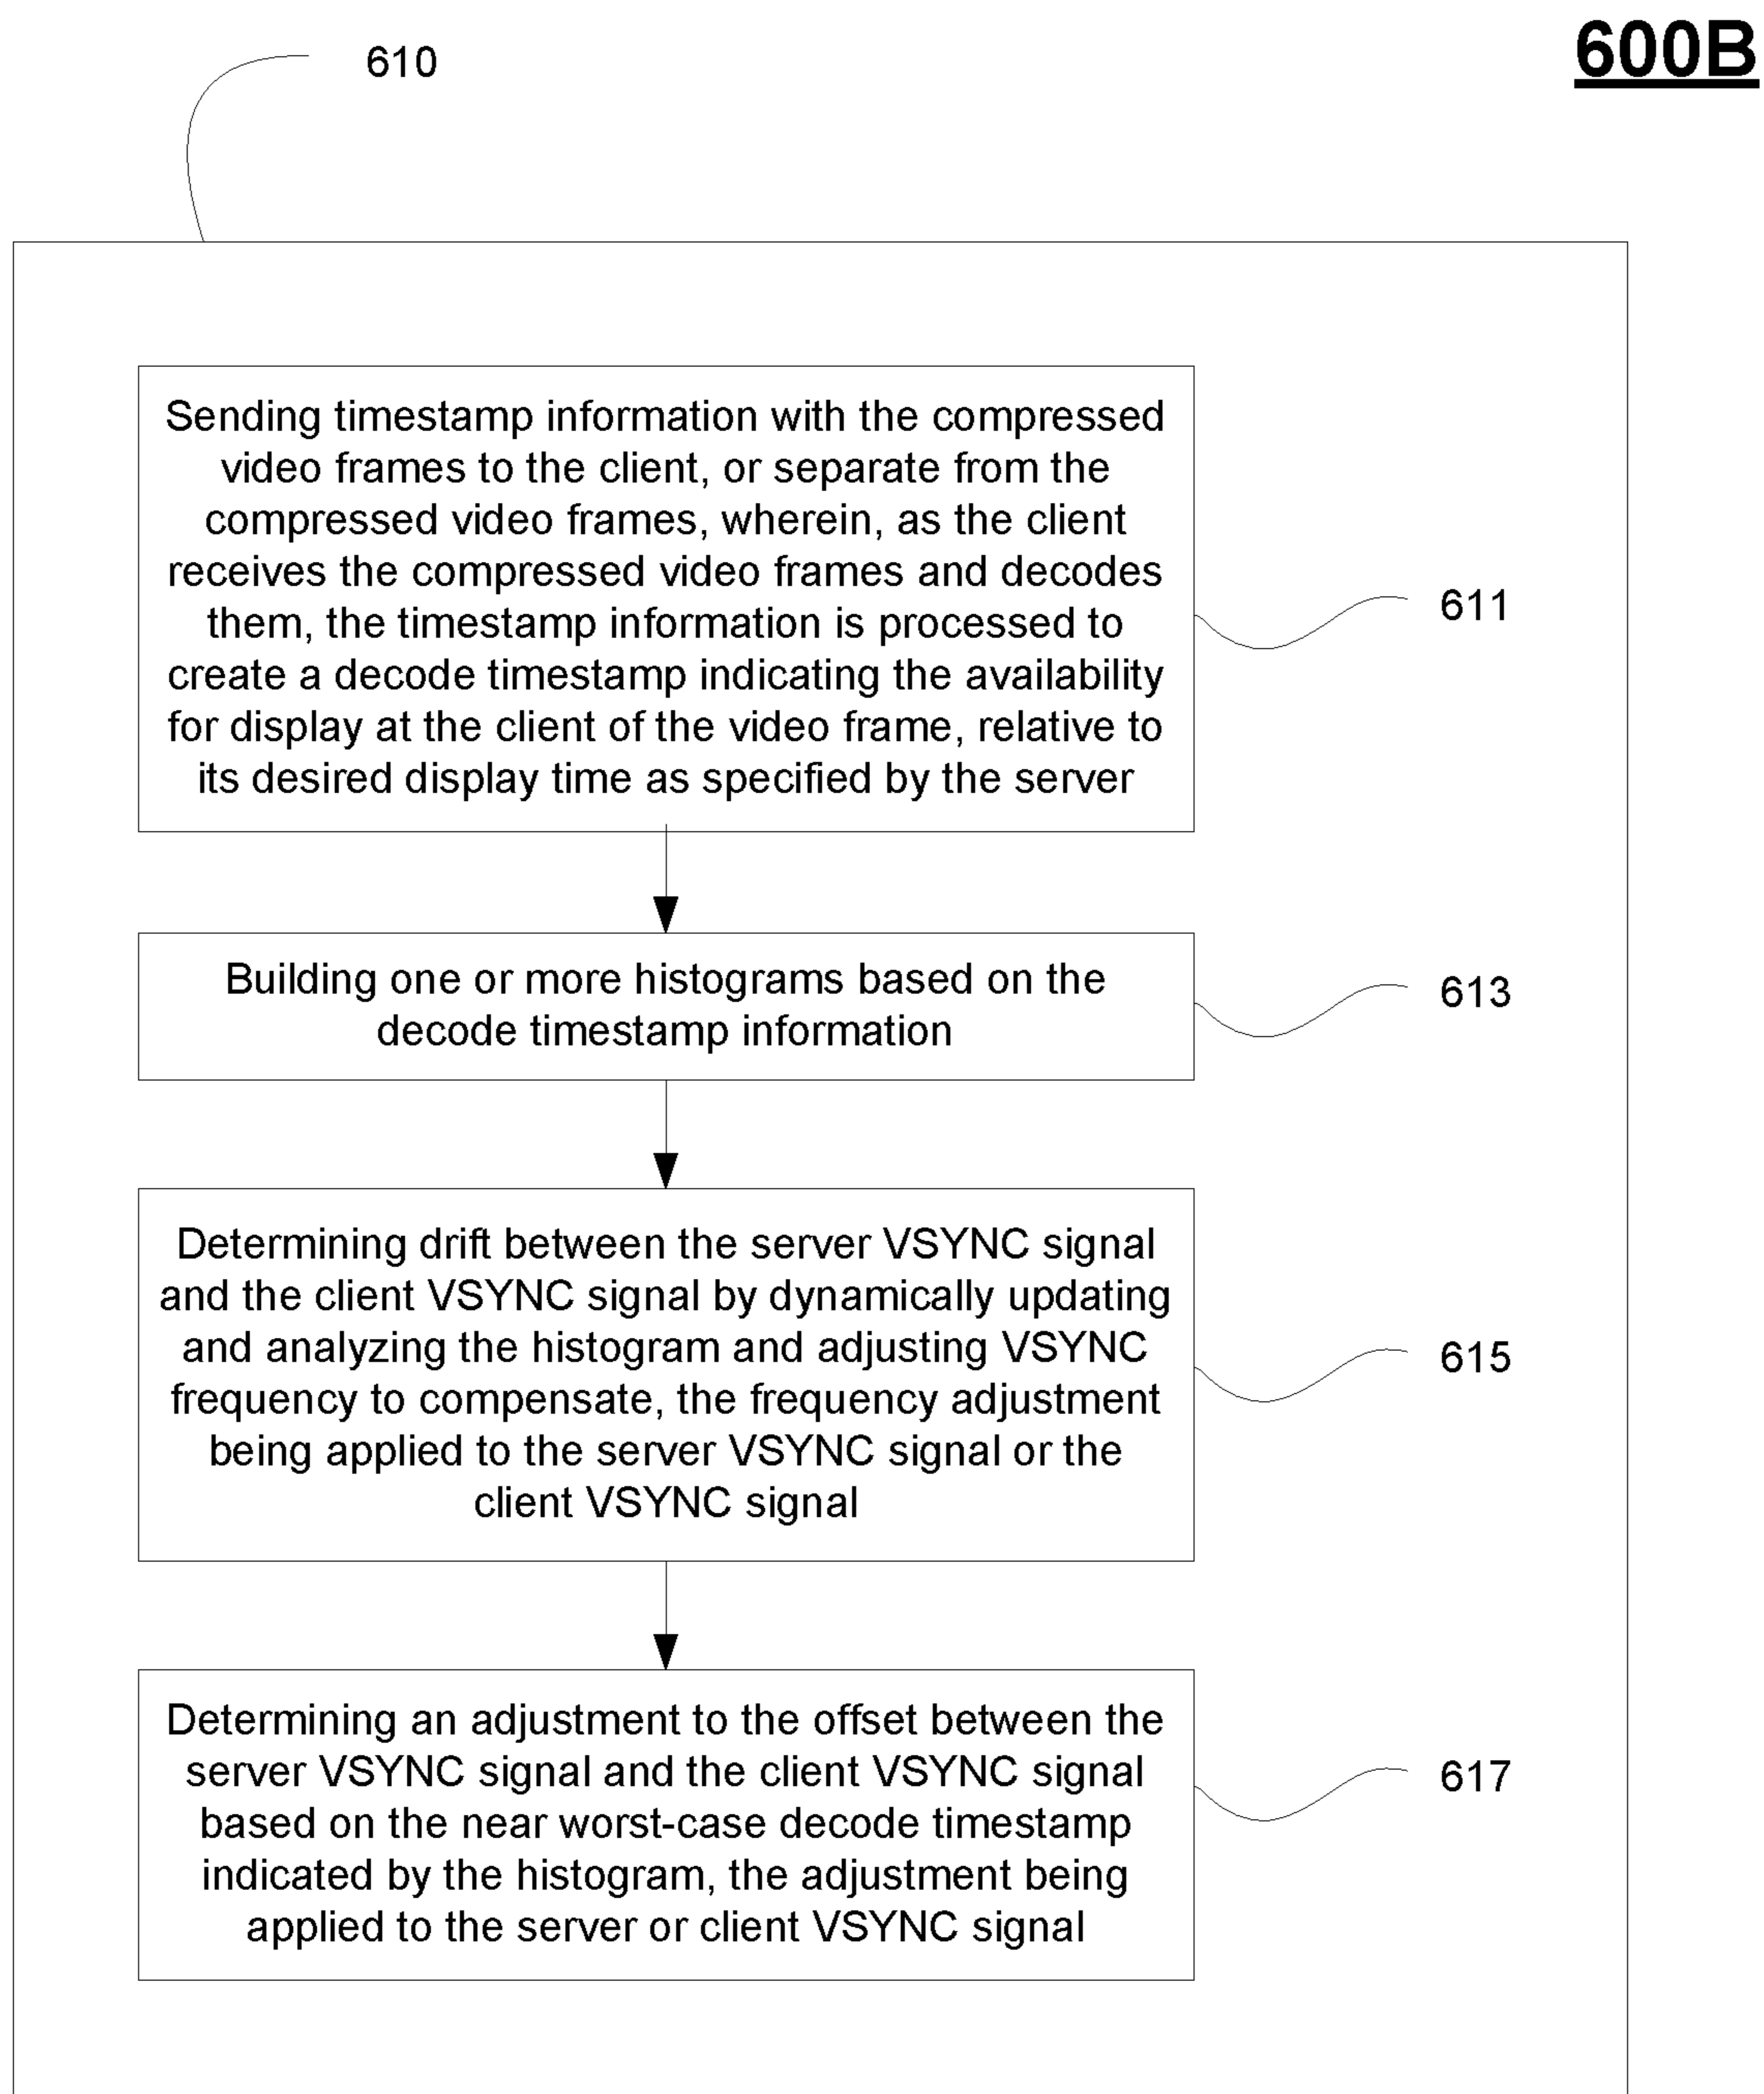 600B
610
Sending timestamp information with the compressed
video frames to the client, or separate from the
compressed video frames, wherein, as the client
receives the compressed video frames and decodes
them, the timestamp information is processed to
create a decode timestamp indicating the availability
for display at the client of the video frame, relative to
its desired display time as specified by the server
611
Building one or more histograms based on the
decode timestamp information
613
Determining drift between the server VSYNC signal
and the client VSYNC signal by dynamically updating
and analyzing the histogram and adjusting VSYNC
frequency to compensate, the frequency adjustment
being applied to the server VSYNC signal or the
client VSYNC signal
615
Determining an adjustment to the offset between the
server VSYNC signal and the client VSYNC signal
based on the near worst-case decode timestamp
indicated by the histogram, the adjustment being
applied to the server or client VSYNC signal
617